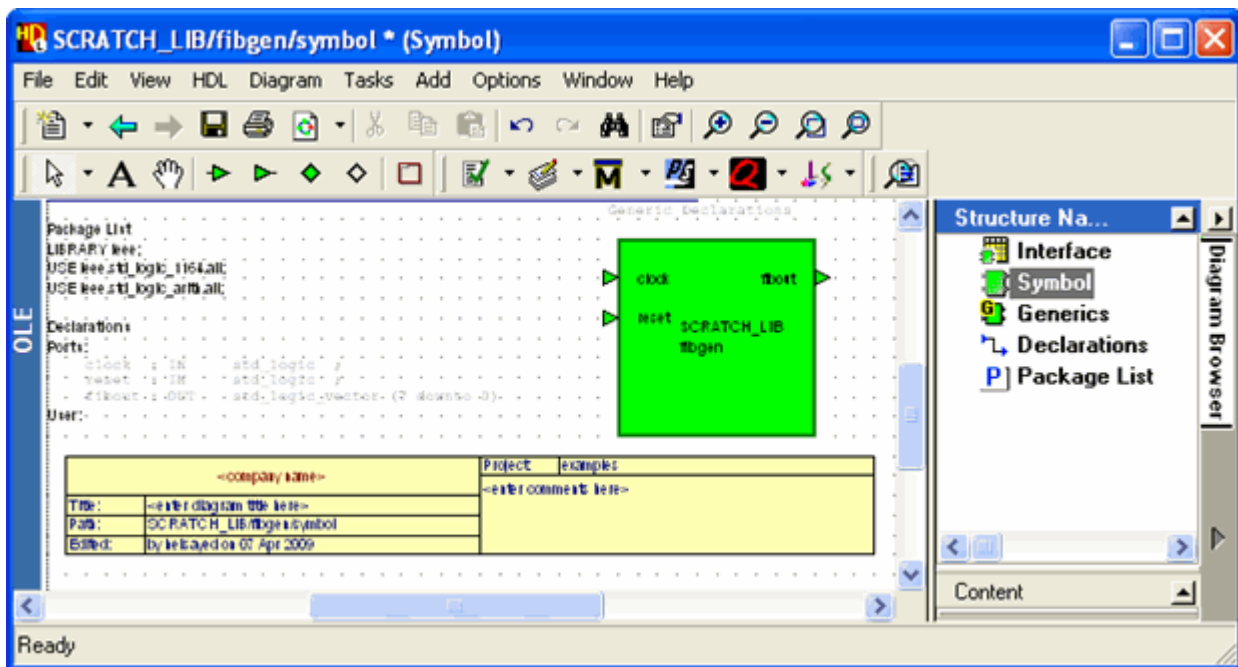 SCRATCH_LIB/fibgen/symbol * (Symbol)
File Edit View HDL Diagram Tasks Add Options Window Help
A
M
OLE
Generic Declarations
Package List
LIBRARY ieee;
USE ieee.std_logic_1164.all;
USE ieee.std_logic_arith.all;
Declarations
Ports:
clock : IN std_logic ;
reset : IN std_logic ;
fibout : OUT std_logic_vector (7 downto 0)
User:
clock fibout
reset
SCRATCH_LIB
fibgen
<company name>
Title: <enter diagram title here>
Path: SCRATCH_LIB/fibgen/symbol
Edited: by kelsayed on 07 Apr 2009
Project: examples
<enter comments here>
Structure Na...
Interface
Symbol
G Generics
Declarations
P Package List
Diagram Browser
Content
Ready